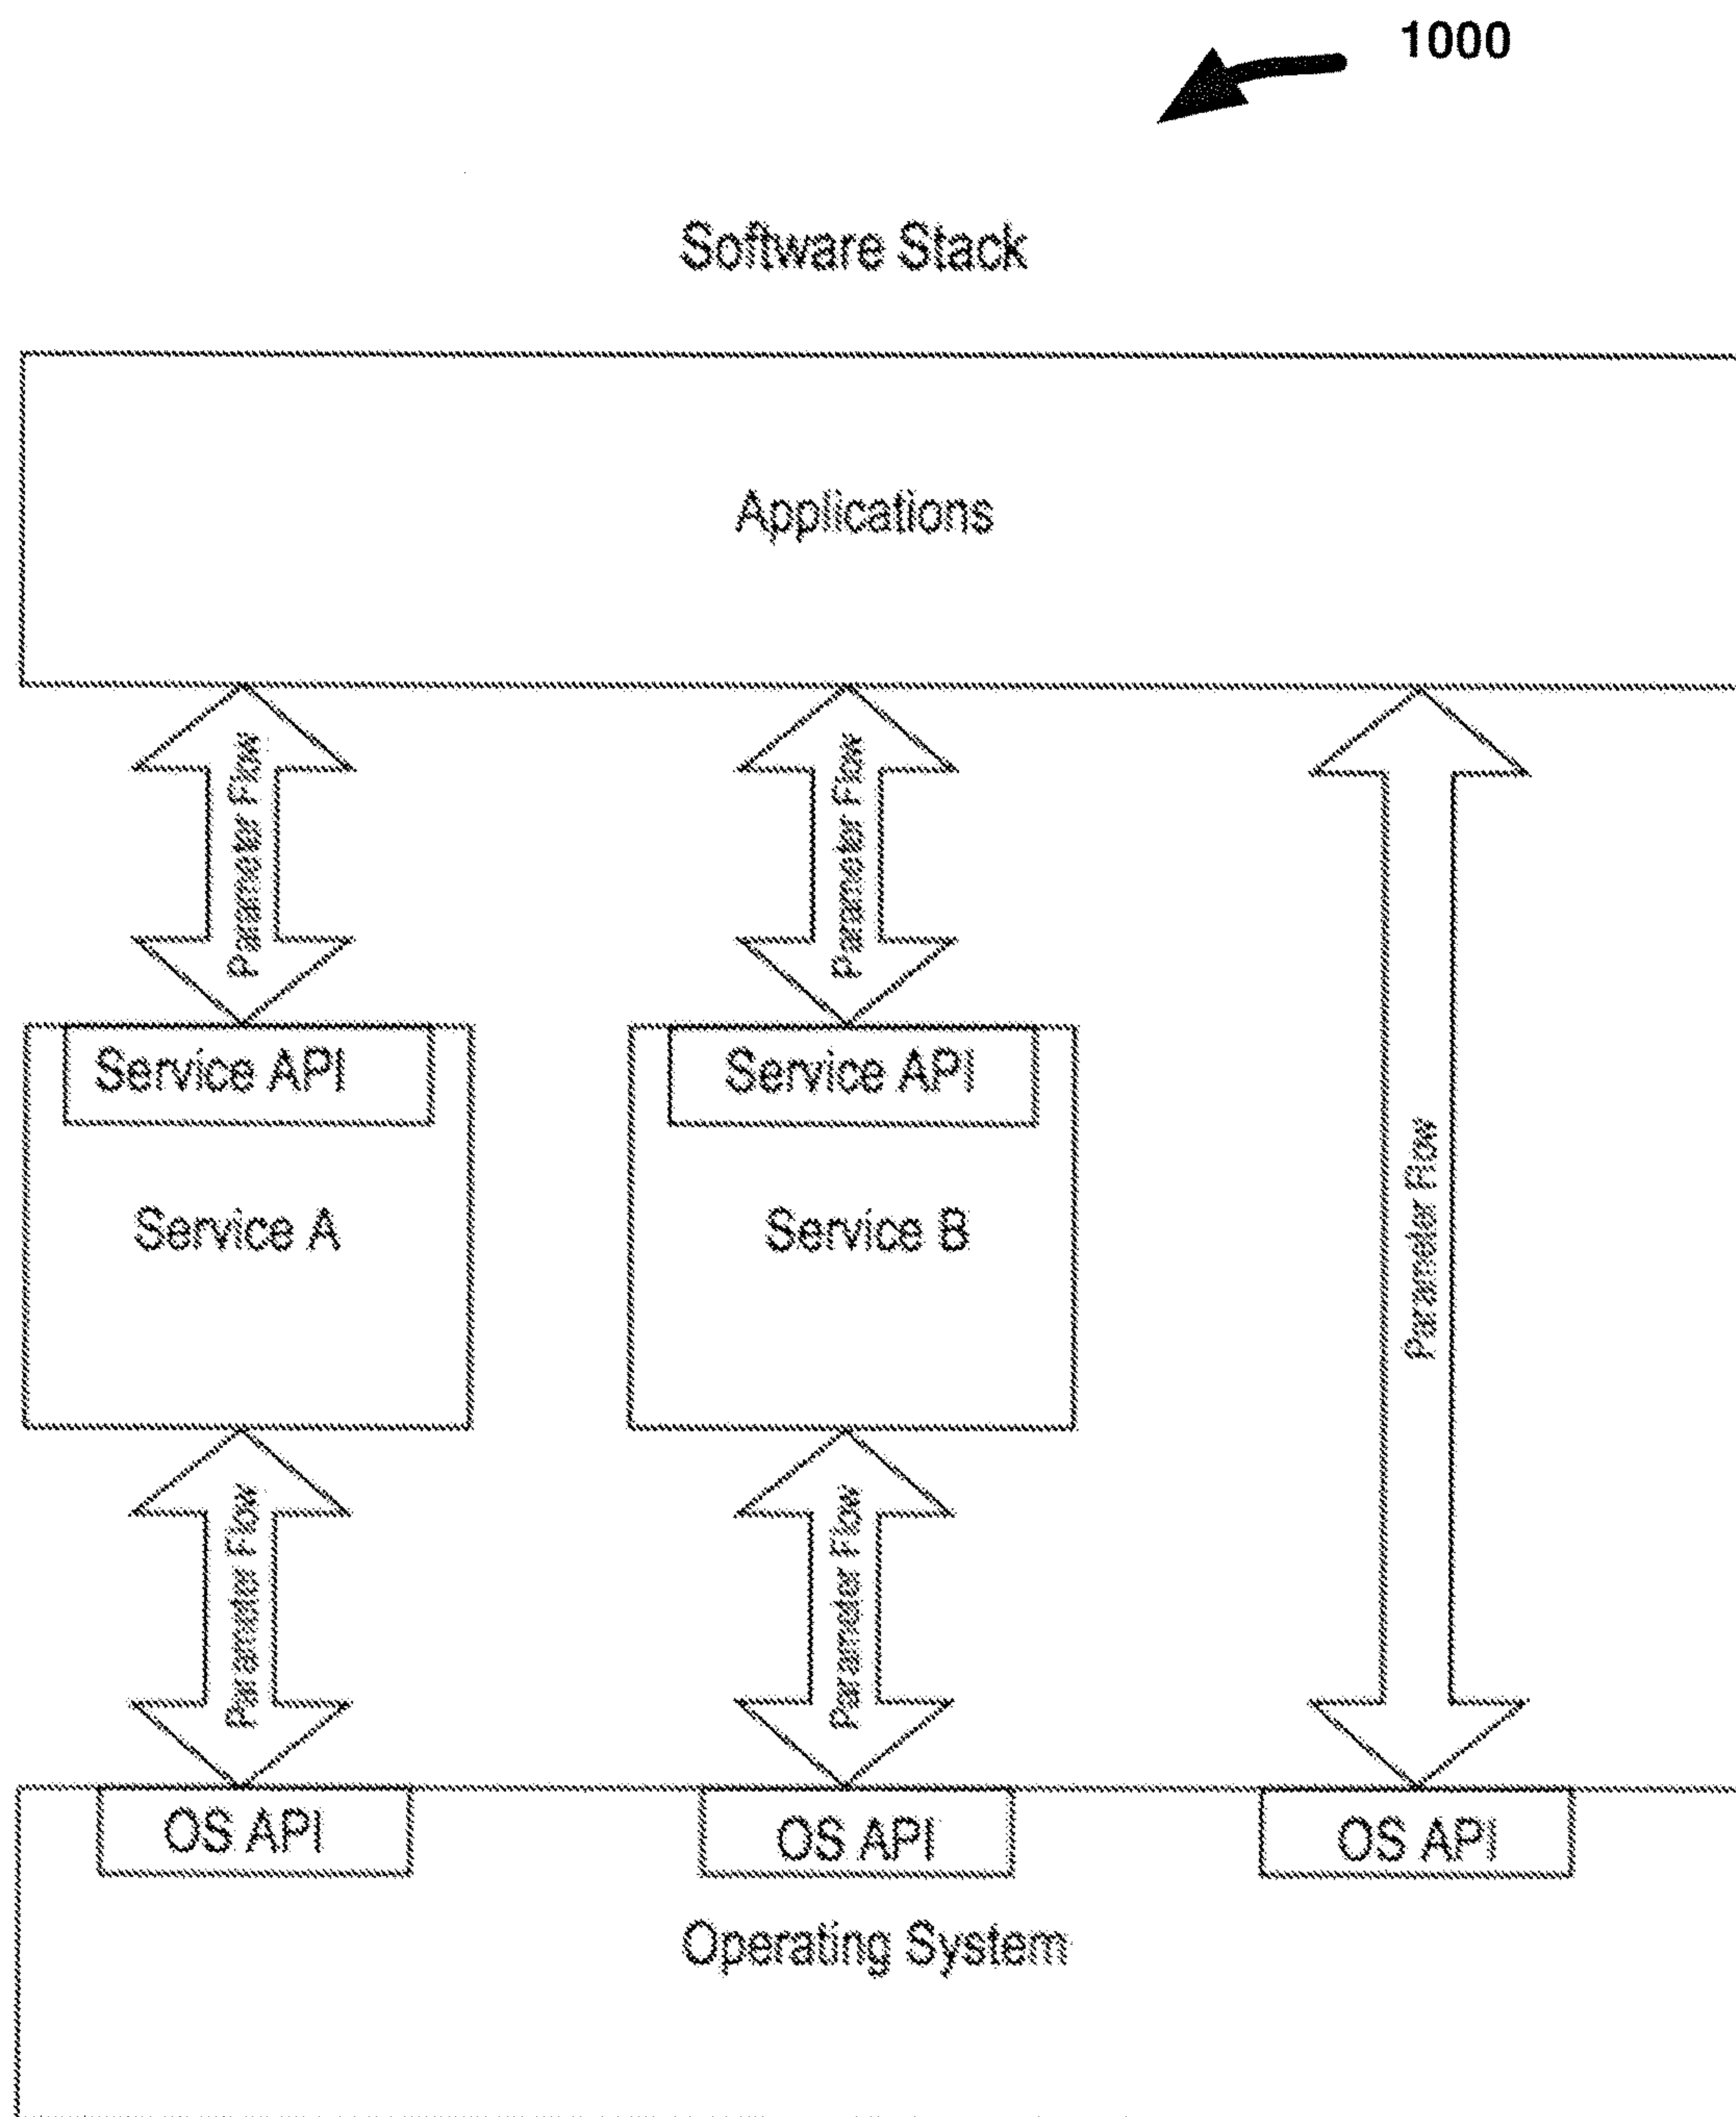 1000
Software Stack
Applications
Parameter Flow
Parameter Flow
Parameter Flow
Service API
Service API
Service A
Service B
Parameter Flow
Parameter Flow
OS API
OS API
OS API
Operating System